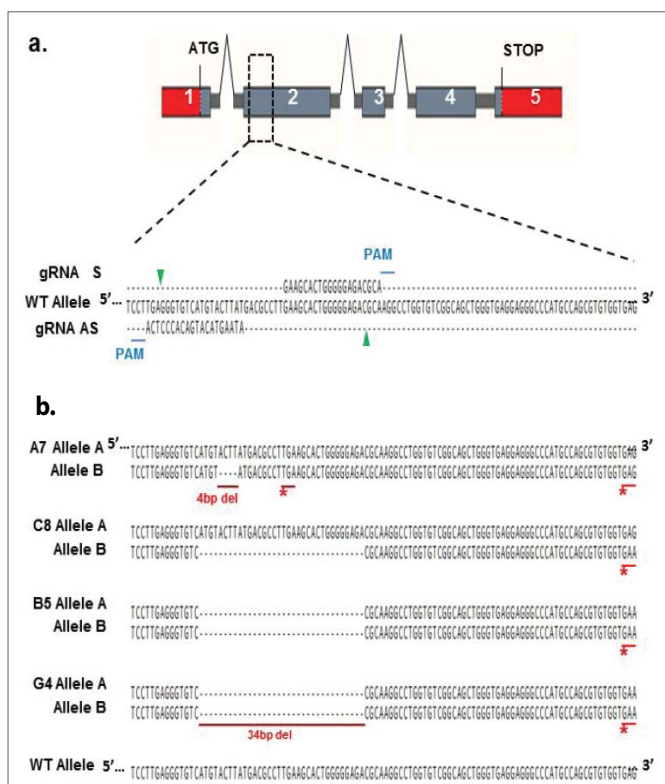 a.
ATG STOP
1 2 3 4 5
PAM
gRNA S ................................GAAGCACTGGGGGAGACGCA....................................................
WT Allele 5'...TCCTTGAGGGTGTCATGTACTTATGACGCCTTGAAGCACTGGGGGAGACGCAAGGCCTGGTGTCGGCAGCTGGGTGAGGAGGGCCCATGCCAGCGTGTGGTGAG 3'
gRNA AS ....ACTCCCACAGTACATGAATA................................................................................
PAM
b.
A7 Allele A 5'...TCCTTGAGGGTGTCATGTACTTATGACGCCTTGAAGCACTGGGGGAGACGCAAGGCCTGGTGTCGGCAGCTGGGTGAGGAGGGCCCATGCCAGCGTGTGGTGAG 3'
Allele B TCCTTGAGGGTGTCATGT----ATGACGCCTTGAAGCACTGGGGGAGACGCAAGGCCTGGTGTCGGCAGCTGGGTGAGGAGGGCCCATGCCAGCGTGTGGTGAG
4bp del * *
C8 Allele A TCCTTGAGGGTGTCATGTACTTATGACGCCTTGAAGCACTGGGGGAGACGCAAGGCCTGGTGTCGGCAGCTGGGTGAGGAGGGCCCATGCCAGCGTGTGGTGAG
Allele B TCCTTGAGGGTGTC----------------------------------CGCAAGGCCTGGTGTCGGCAGCTGGGTGAGGAGGGCCCATGCCAGCGTGTGGTGAA
*
B5 Allele A TCCTTGAGGGTGTC----------------------------------CGCAAGGCCTGGTGTCGGCAGCTGGGTGAGGAGGGCCCATGCCAGCGTGTGGTGAA
Allele B TCCTTGAGGGTGTC----------------------------------CGCAAGGCCTGGTGTCGGCAGCTGGGTGAGGAGGGCCCATGCCAGCGTGTGGTGAA
*
G4 Allele A TCCTTGAGGGTGTC----------------------------------CGCAAGGCCTGGTGTCGGCAGCTGGGTGAGGAGGGCCCATGCCAGCGTGTGGTGAA
Allele B TCCTTGAGGGTGTC----------------------------------CGCAAGGCCTGGTGTCGGCAGCTGGGTGAGGAGGGCCCATGCCAGCGTGTGGTGAA
34bp del *
WT Allele 5'...TCCTTGAGGGTGTCATGTACTTATGACGCCTTGAAGCACTGGGGGAGACGCAAGGCCTGGTGTCGGCAGCTGGGTGAGGAGGGCCCATGCCAGCGTGTGGTGAG 3'